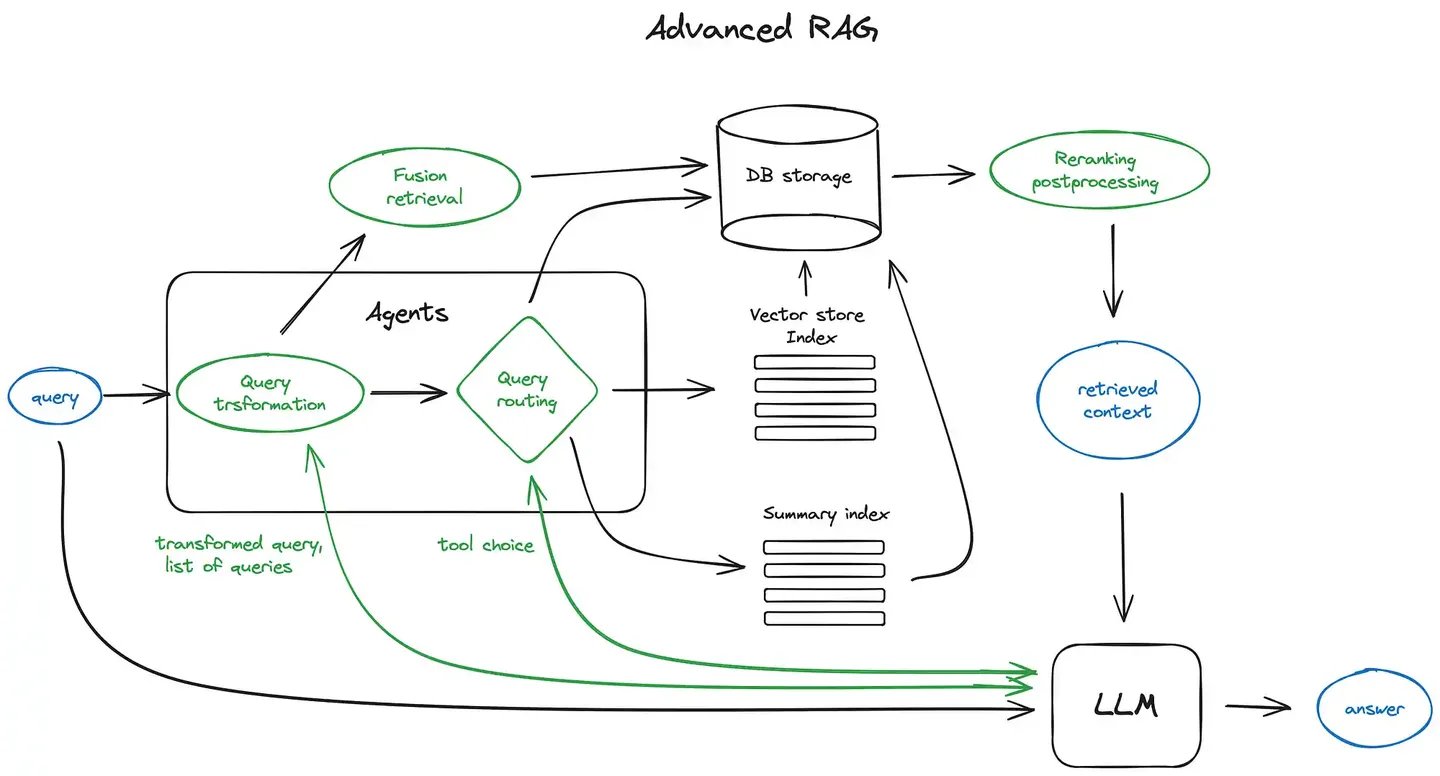 Advanced RAG
Fusion
retrieval
DB storage
Reranking
postprocessing
Agents
Vector store
Index
query
Query
trsformation
Query
routing
retrieved
context
Summary index
transformed query,
list of queries
tool choice
LLM
answer